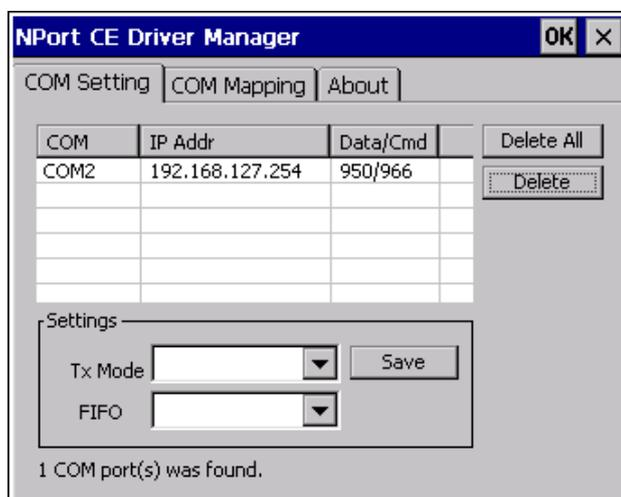 NPort CE Driver Manager OK ×
COM Setting COM Mapping About
COM IP Addr Data/Cmd Delete All
COM2 192.168.127.254 950/966 Delete
Settings
Tx Mode Save
FIFO
1 COM port(s) was found.